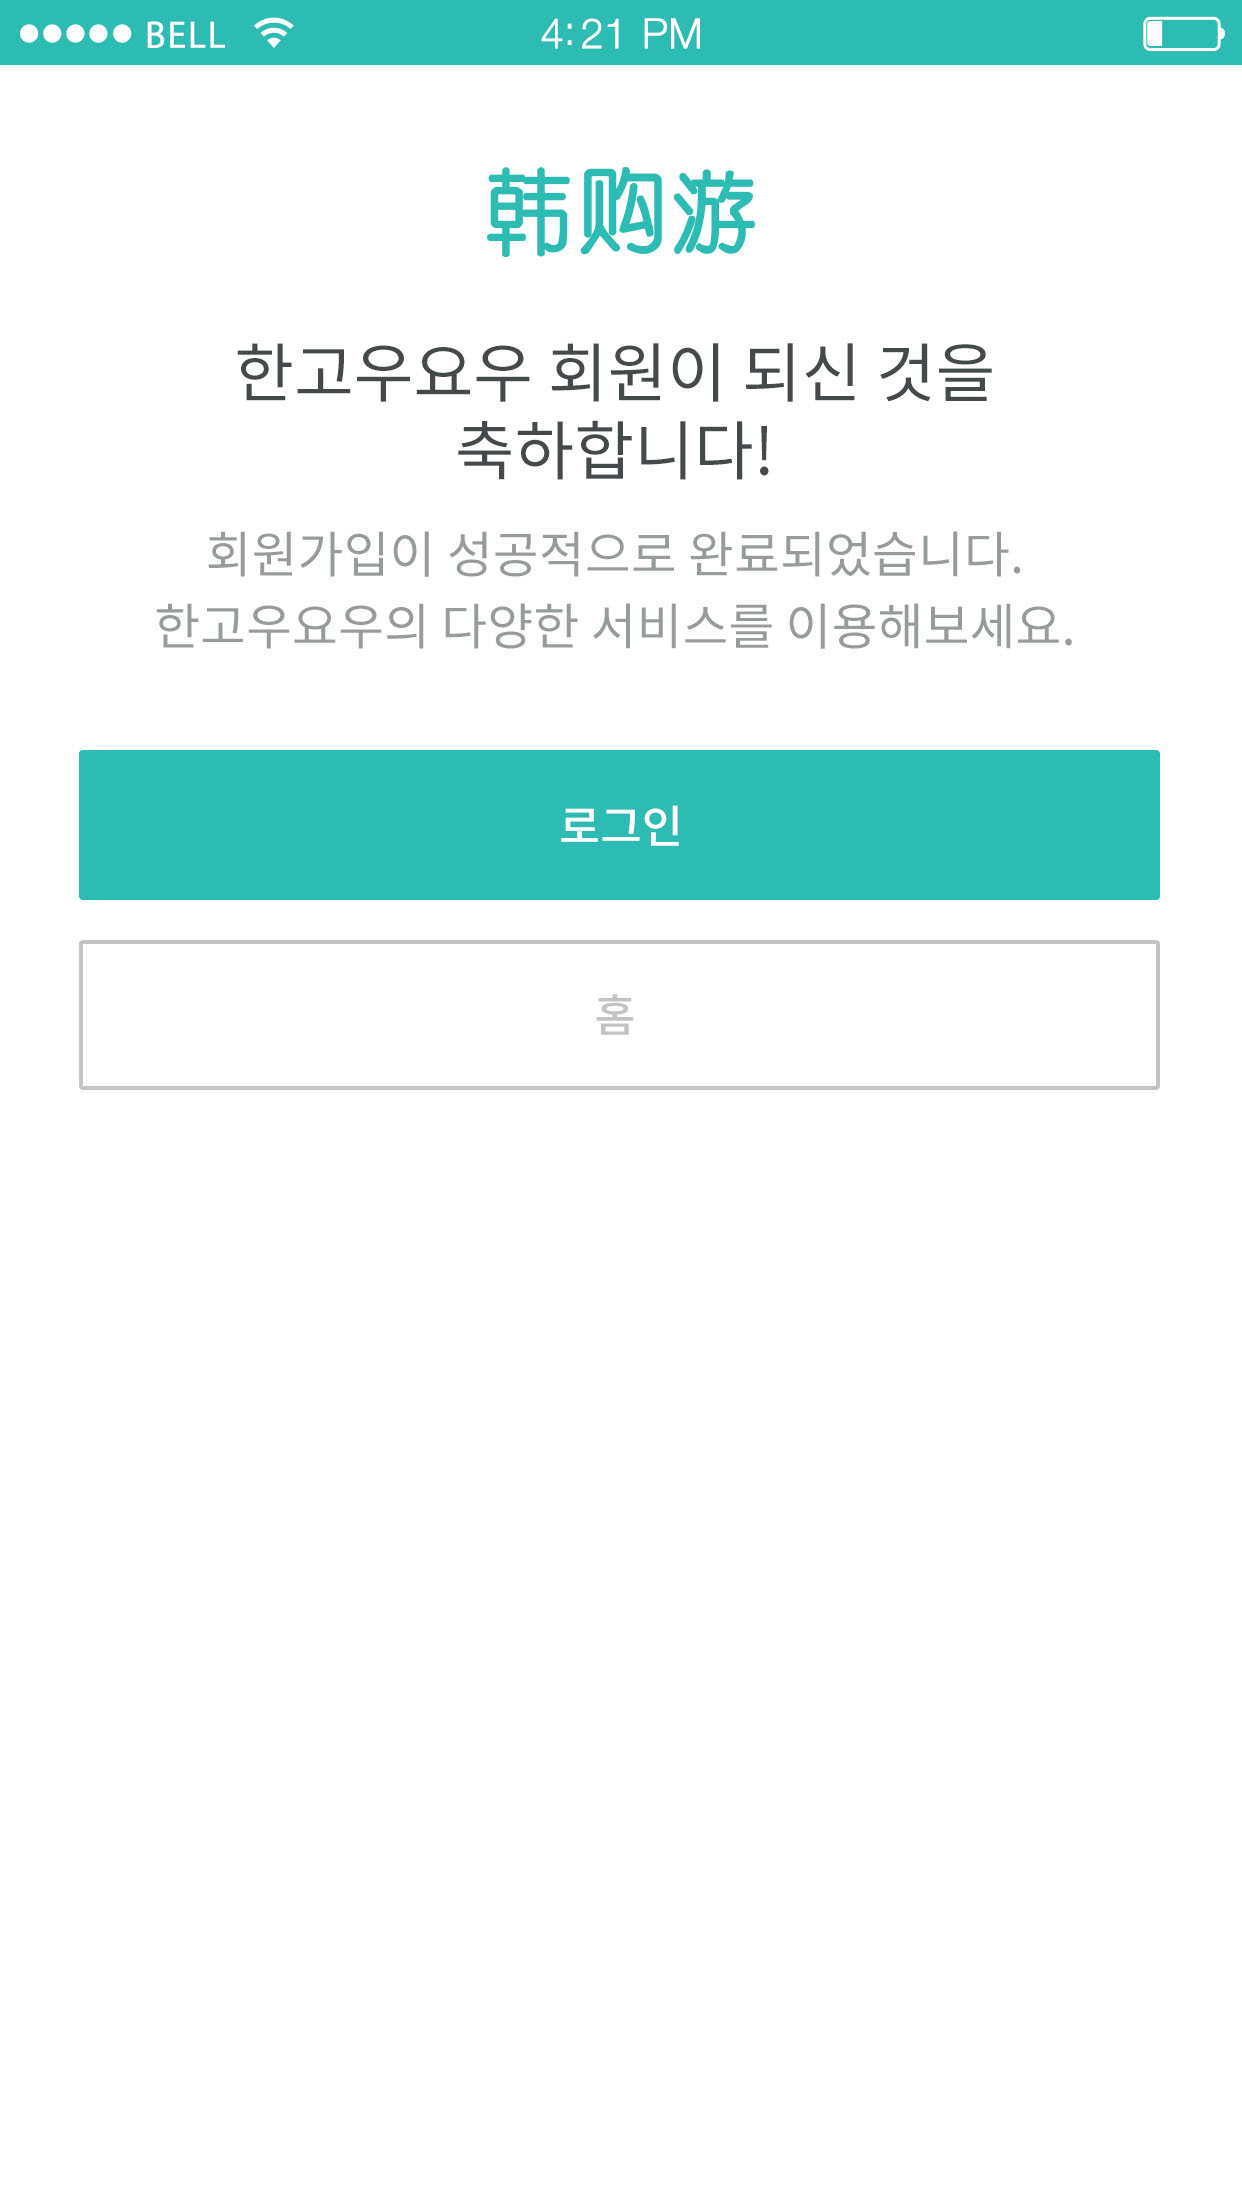 BELL 4:21 PM
韩购游
한고우요우 회원이 되신 것을
축하합니다!
회원가입이 성공적으로 완료되었습니다.
한고우요우의 다양한 서비스를 이용해보세요.
로그인
홈